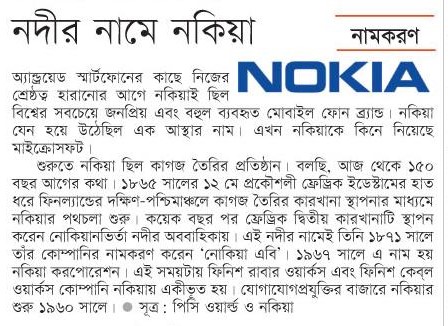 নদীর নামে নকিয়া
নামকরণ
NOKIA
অ্যান্ড্রয়েড স্মার্টফোনের কাছে নিজের
শ্রেষ্ঠত্ব হারানোর আগে নকিয়াই ছিল
বিশ্বের সবচেয়ে জনপ্রিয় এবং বহুল ব্যবহৃত মোবাইল ফোন ব্র্যান্ড। নকিয়া
যেন হয়ে উঠেছিল এক আস্থার নাম। এখন নকিয়াকে কিনে নিয়েছে
মাইক্রোসফট।
শুরুতে নকিয়া ছিল কাগজ তৈরির প্রতিষ্ঠান। বলছি, আজ থেকে ১৫০
বছর আগের কথা। ১৮৬৫ সালের ১২ মে প্রকৌশলী ফ্রেড্রিক ইডেস্টামের হাত
ধরে ফিনল্যান্ডের দক্ষিণ-পশ্চিমাঞ্চলে কাগজ তৈরির কারখানা স্থাপনার মাধ্যমে
নকিয়ার পথচলা শুরু। কয়েক বছর পর ফ্রেড্রিক দ্বিতীয় কারখানাটি স্থাপন
করেন নোকিয়ানভির্তা নদীর অববাহিকায়। এই নদীর নামেই তিনি ১৮৭১ সালে
তাঁর কোম্পানির নামকরণ করেন ‘নোকিয়া এবি’। ১৯৬৭ সালে এ নাম হয়
নকিয়া করপোরেশন। এই সময়টায় ফিনিশ রাবার ওয়ার্কস এবং ফিনিশ কেবল
ওয়ার্কস কোম্পানি নকিয়ায় একীভূত হয়। যোগাযোগপ্রযুক্তির বাজারে নকিয়ার
শুরু ১৯৬০ সালে। ● সূত্র : পিসি ওয়ার্ল্ড ও নকিয়া